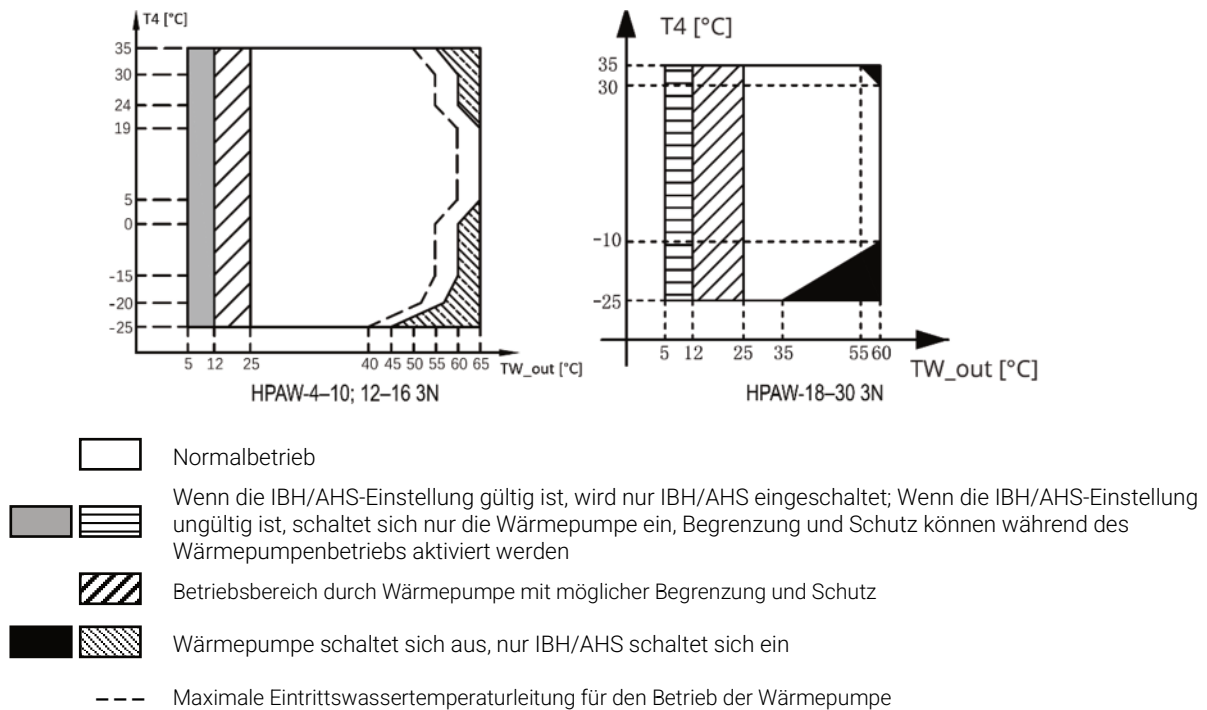 T4 [°C]
35
30
24
19
5
0
-15
-20
-25
5 12 25 40 45 50 55 60 65
TW_out [°C]
HPAW-4–10; 12–16 3N
T4 [°C]
35
30
-10
-25
5 12 25 35 55 60
TW_out [°C]
HPAW-18–30 3N
Normalbetrieb
Wenn die IBH/AHS-Einstellung gültig ist, wird nur IBH/AHS eingeschaltet; Wenn die IBH/AHS-Einstellung
ungültig ist, schaltet sich nur die Wärmepumpe ein, Begrenzung und Schutz können während des
Wärmepumpenbetriebs aktiviert werden
Betriebsbereich durch Wärmepumpe mit möglicher Begrenzung und Schutz
Wärmepumpe schaltet sich aus, nur IBH/AHS schaltet sich ein
Maximale Eintrittswassertemperaturleitung für den Betrieb der Wärmepumpe